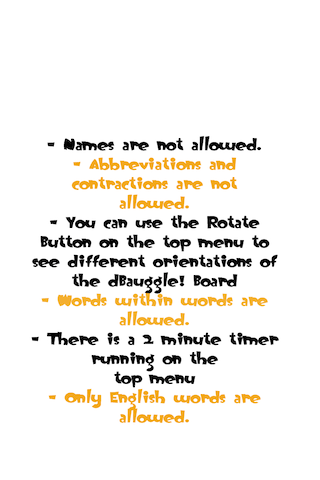 - Names are not allowed.
- Abbreviations and
contractions are not
allowed.
- You can use the Rotate
Button on the top menu to
see different orientations of
the dBauggle! Board
- Words within words are
allowed.
- There is a 2 minute timer
running on the
top menu
- Only English words are
allowed.